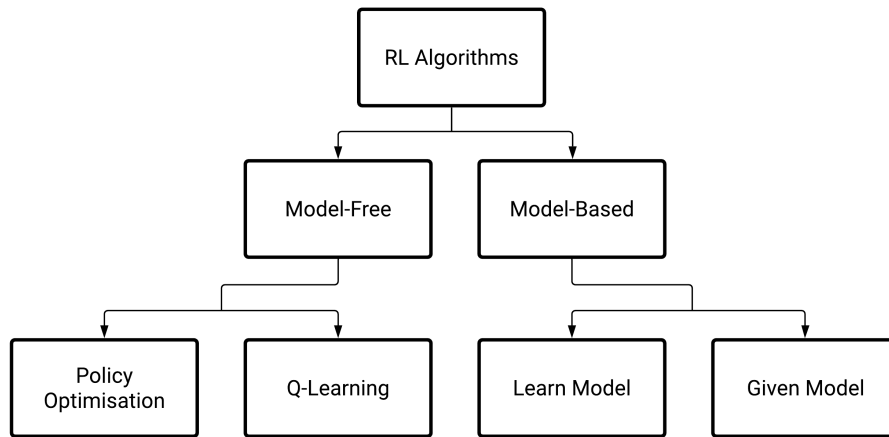 RL Algorithms
Model-Free
Model-Based
Policy
Optimisation
Q-Learning
Learn Model
Given Model